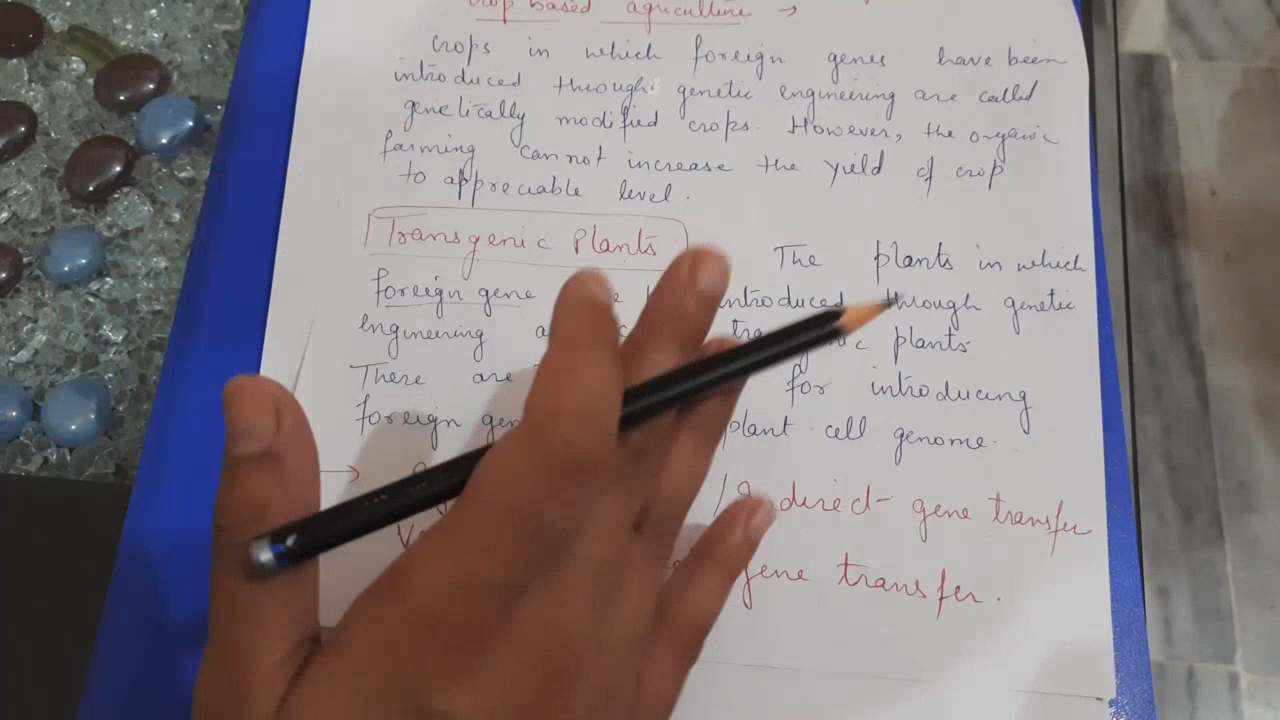 crop based agriculture →
crops in which foreign genes have been
introduced through genetic engineering are called
genetically modified crops. However, the organic
farming cannot increase the yield of crop
to appreciable level.
Transgenic Plants
The plants in which
foreign gene introduced through genetic
engineering plants
There are for introducing
foreign plant cell genome.
→ / Indirect gene transfer
gene transfer.